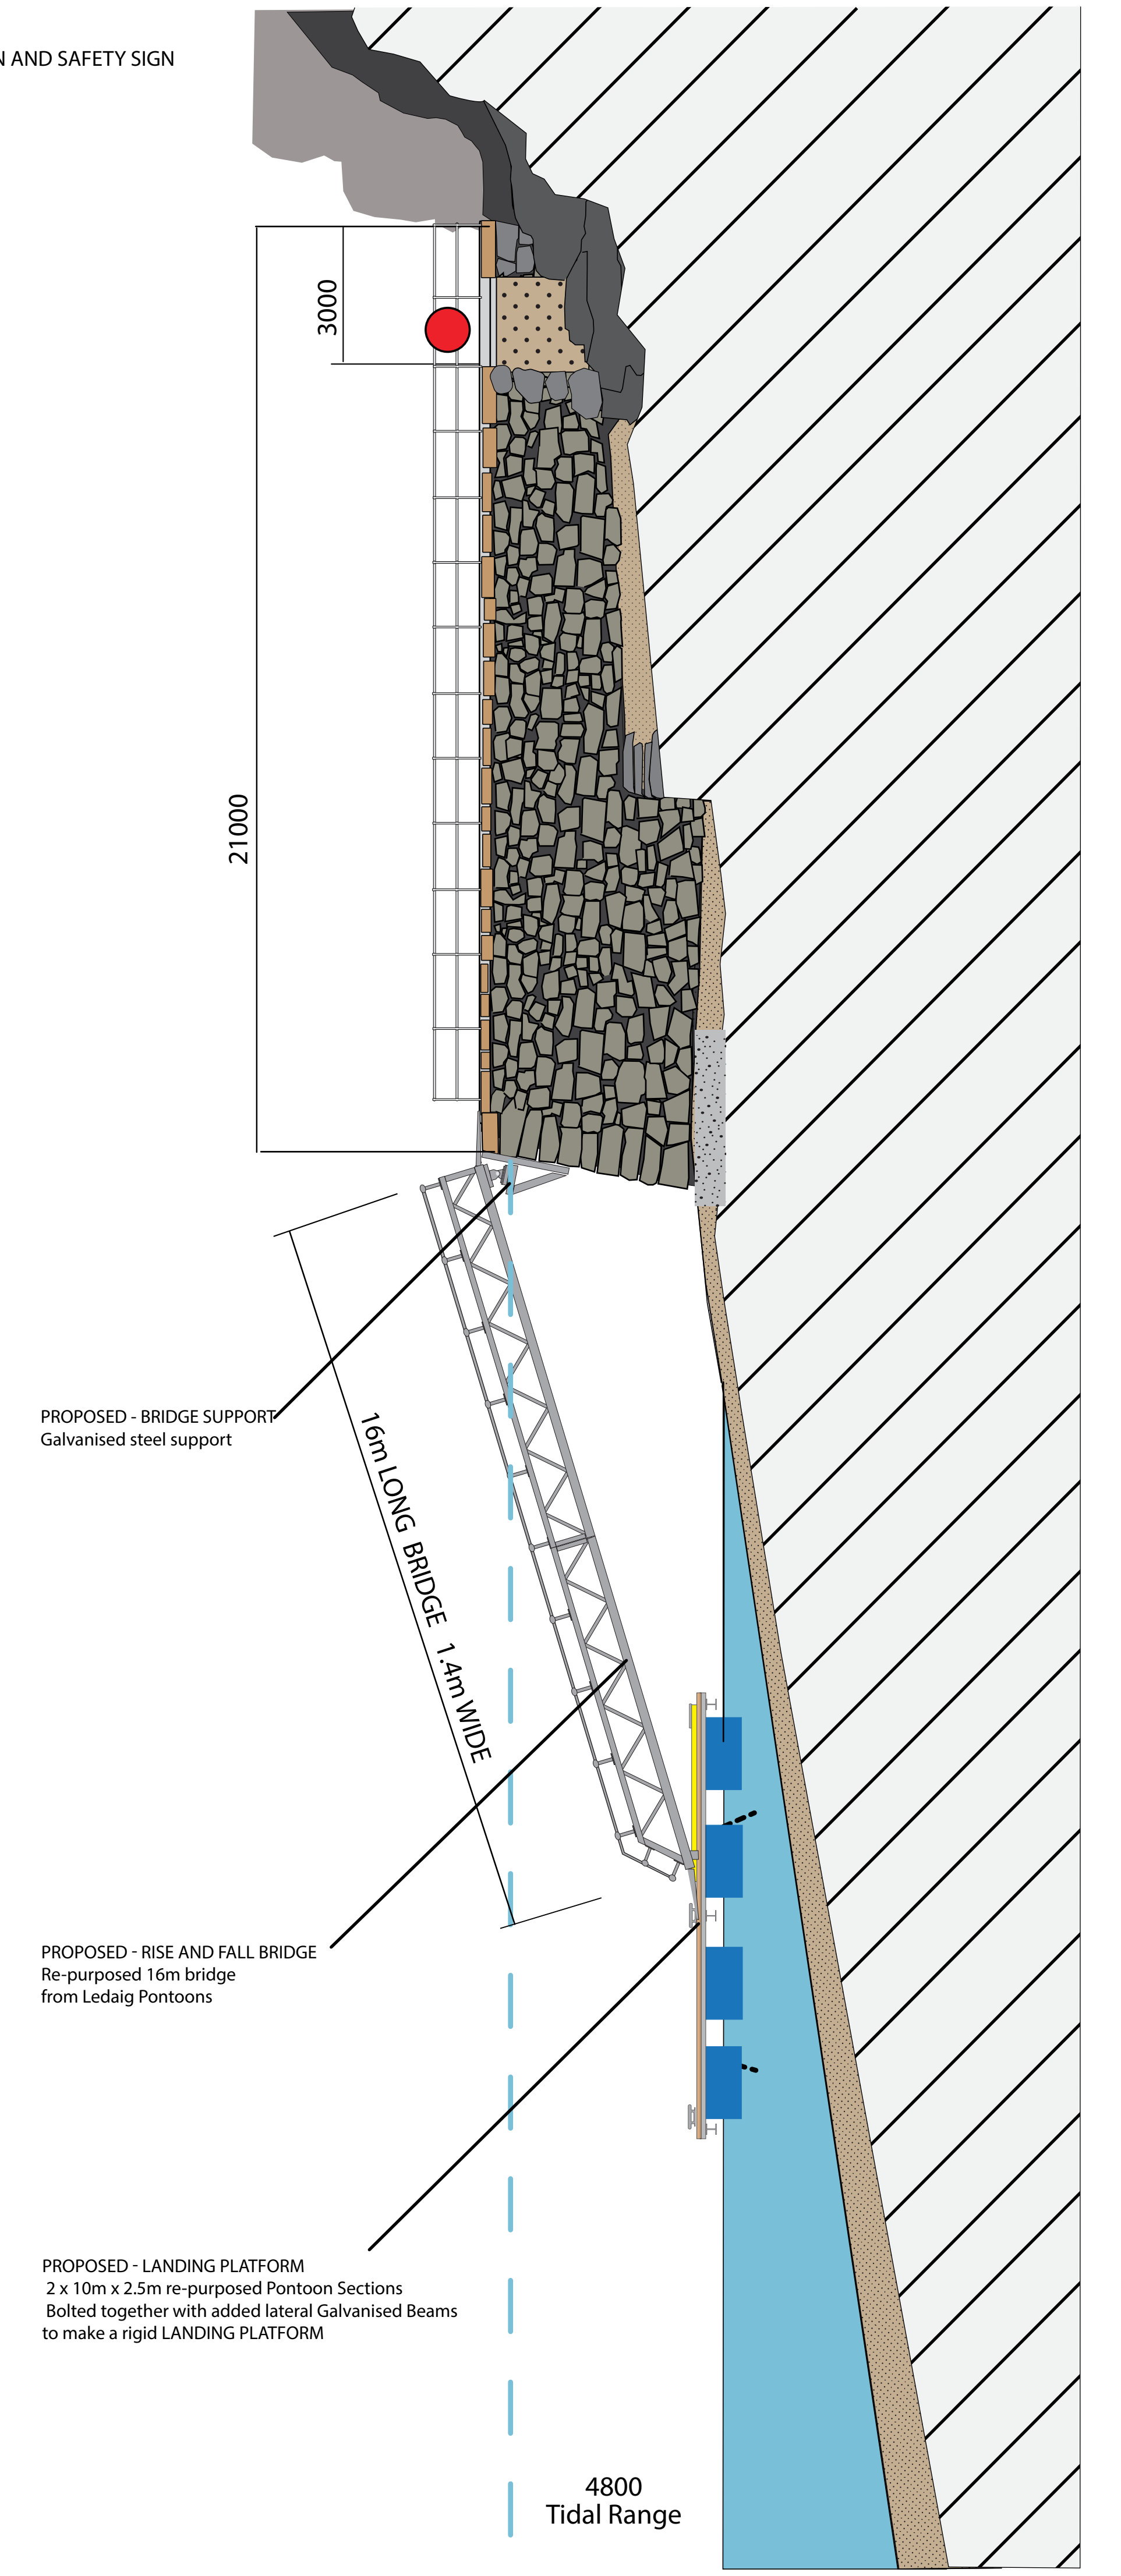 N AND SAFETY SIGN
3000
21000
PROPOSED - BRIDGE SUPPORT
Galvanised steel support
16m LONG BRIDGE 1.4m WIDE
PROPOSED - RISE AND FALL BRIDGE
Re-purposed 16m bridge
from Ledaig Pontoons
PROPOSED - LANDING PLATFORM
2 x 10m x 2.5m re-purposed Pontoon Sections
Bolted together with added lateral Galvanised Beams
to make a rigid LANDING PLATFORM
4800
Tidal Range